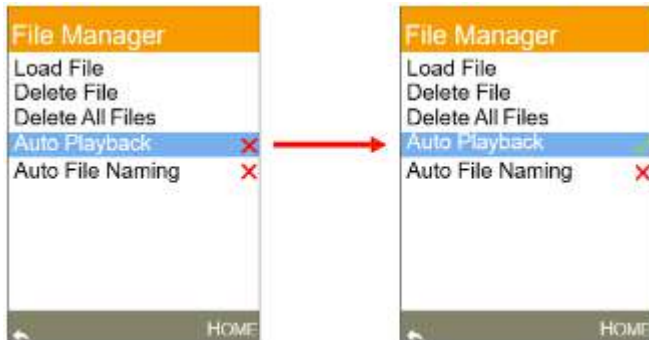 File Manager
Load File
Delete File
Delete All Files
Auto Playback
Auto File Naming
HOME
File Manager
Load File
Delete File
Delete All Files
Auto Playback
Auto File Naming
HOME